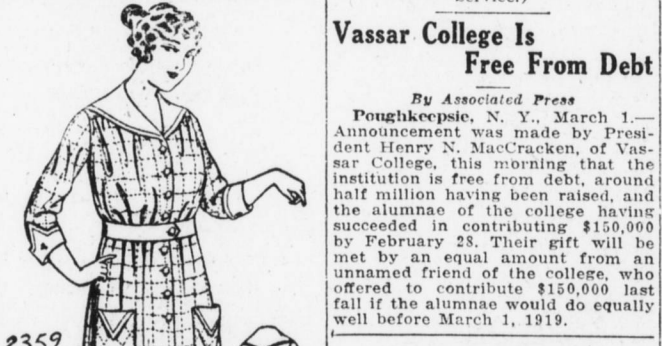 Service.)
Vassar College Is
Free From Debt
By Associated Press
Poughkeepsie, N. Y., March 1.—
Announcement was made by Presi-
dent Henry N. MacCracken, of Vas-
sar College, this morning that the
institution is free from debt, around
half million having been raised, and
the alumnae of the college having
succeeded in contributing $150,000
by February 28. Their gift will be
met by an equal amount from an
unnamed friend of the college, who
offered to contribute $150,000 last
fall if the alumnae would do equally
well before March 1, 1919.
2359